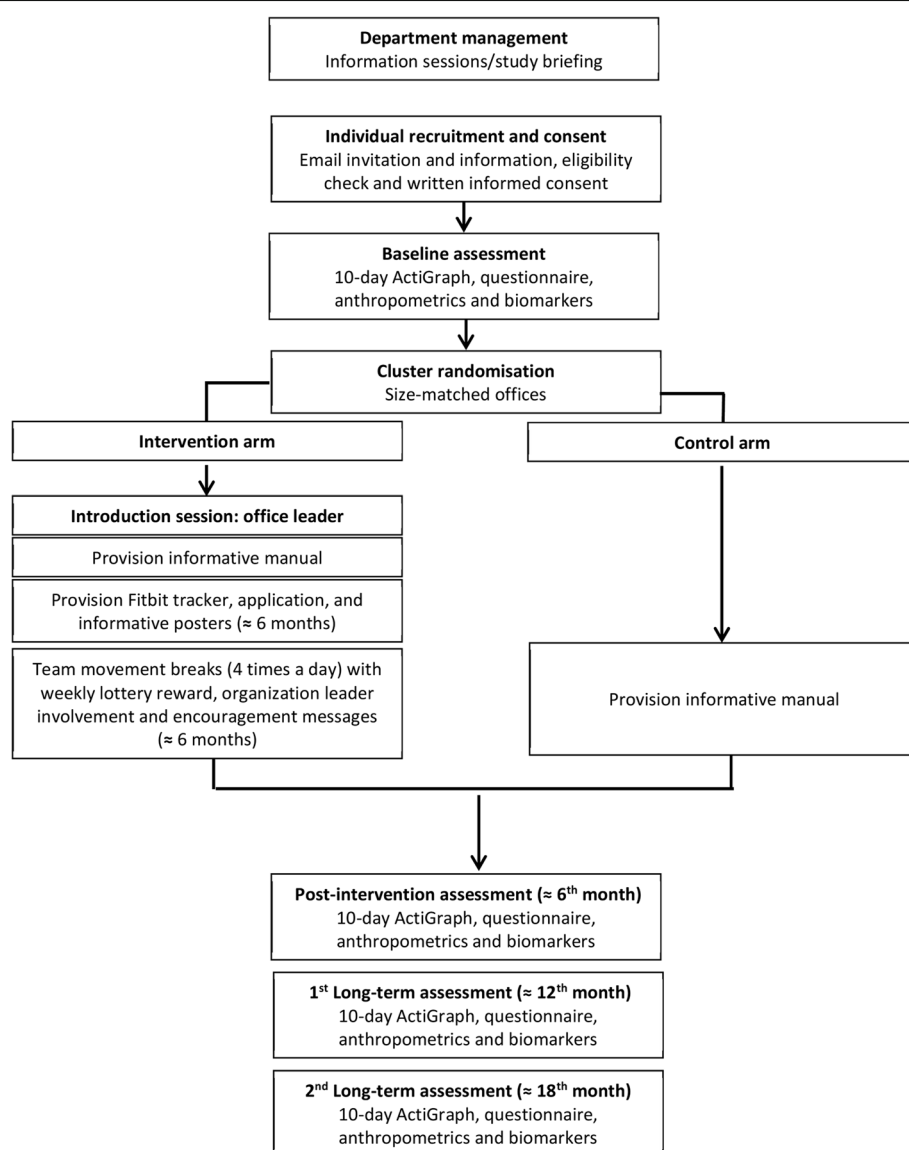 Department management
Information sessions/study briefing
Individual recruitment and consent
Email invitation and information, eligibility
check and written informed consent
Baseline assessment
10-day ActiGraph, questionnaire,
anthropometrics and biomarkers
Cluster randomisation
Size-matched offices
Intervention arm
Control arm
Introduction session: office leader
Provision informative manual
Provision Fitbit tracker, application, and
informative posters (≈ 6 months)
Team movement breaks (4 times a day) with
weekly lottery reward, organization leader
involvement and encouragement messages
(≈ 6 months)
Provision informative manual
Post-intervention assessment (≈ 6th month)
10-day ActiGraph, questionnaire,
anthropometrics and biomarkers
1st Long-term assessment (≈ 12th month)
10-day ActiGraph, questionnaire,
anthropometrics and biomarkers
2nd Long-term assessment (≈ 18th month)
10-day ActiGraph, questionnaire,
anthropometrics and biomarkers